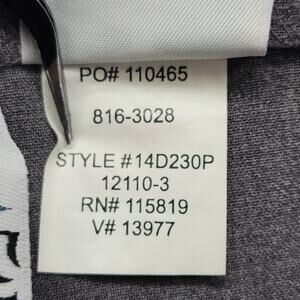 PO# 110465
816-3028
STYLE #14D230P
12110-3
RN# 115819
V# 13977